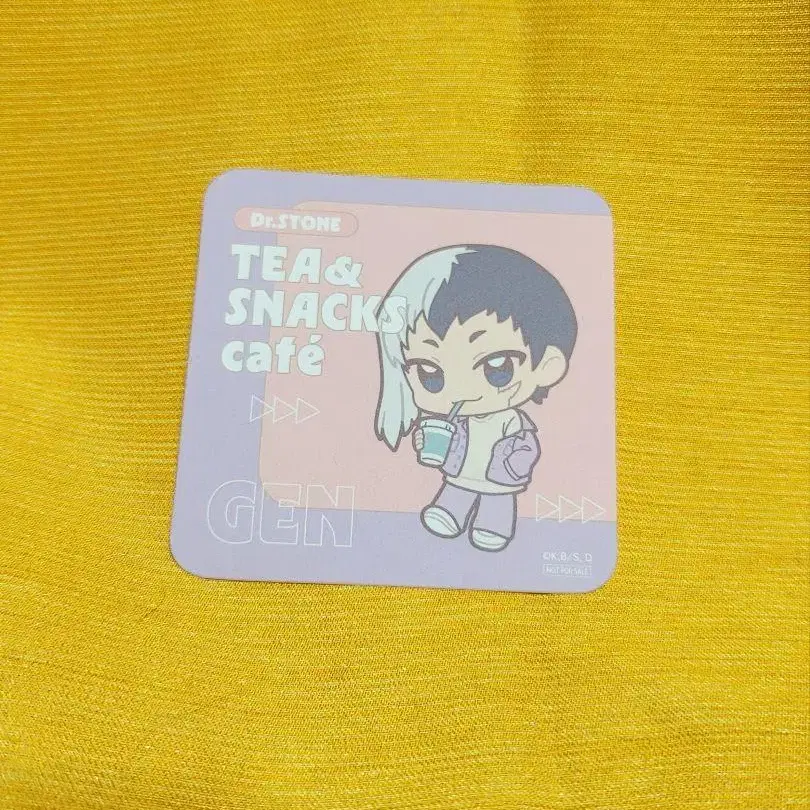 Dr.STONE
TEA&
SNACKS
café
GEN
©K,B/S, D
NOT FOR SALE